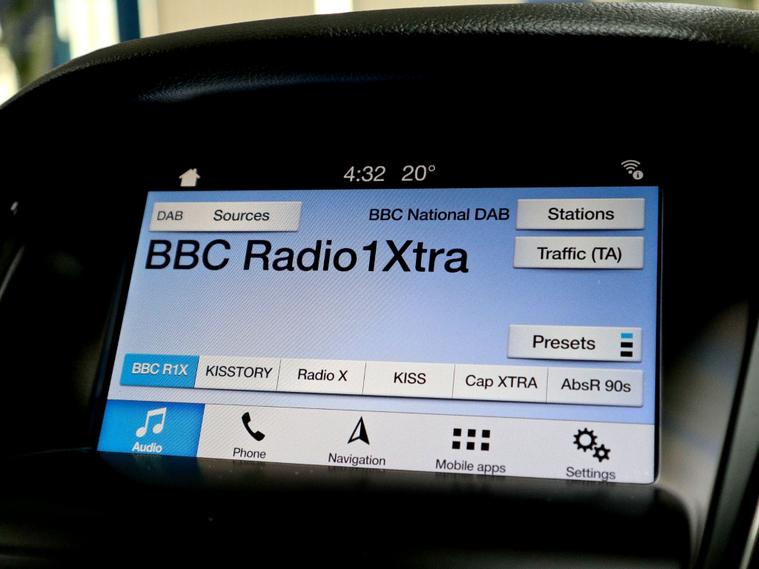 4:32 20°
DAB Sources
BBC National DAB
Stations
BBC Radio1Xtra
Traffic (TA)
Presets
BBC R1X
KISSTORY
Radio X
KISS
Cap XTRA
AbsR 90s
Audio
Phone
Navigation
Mobile apps
Settings